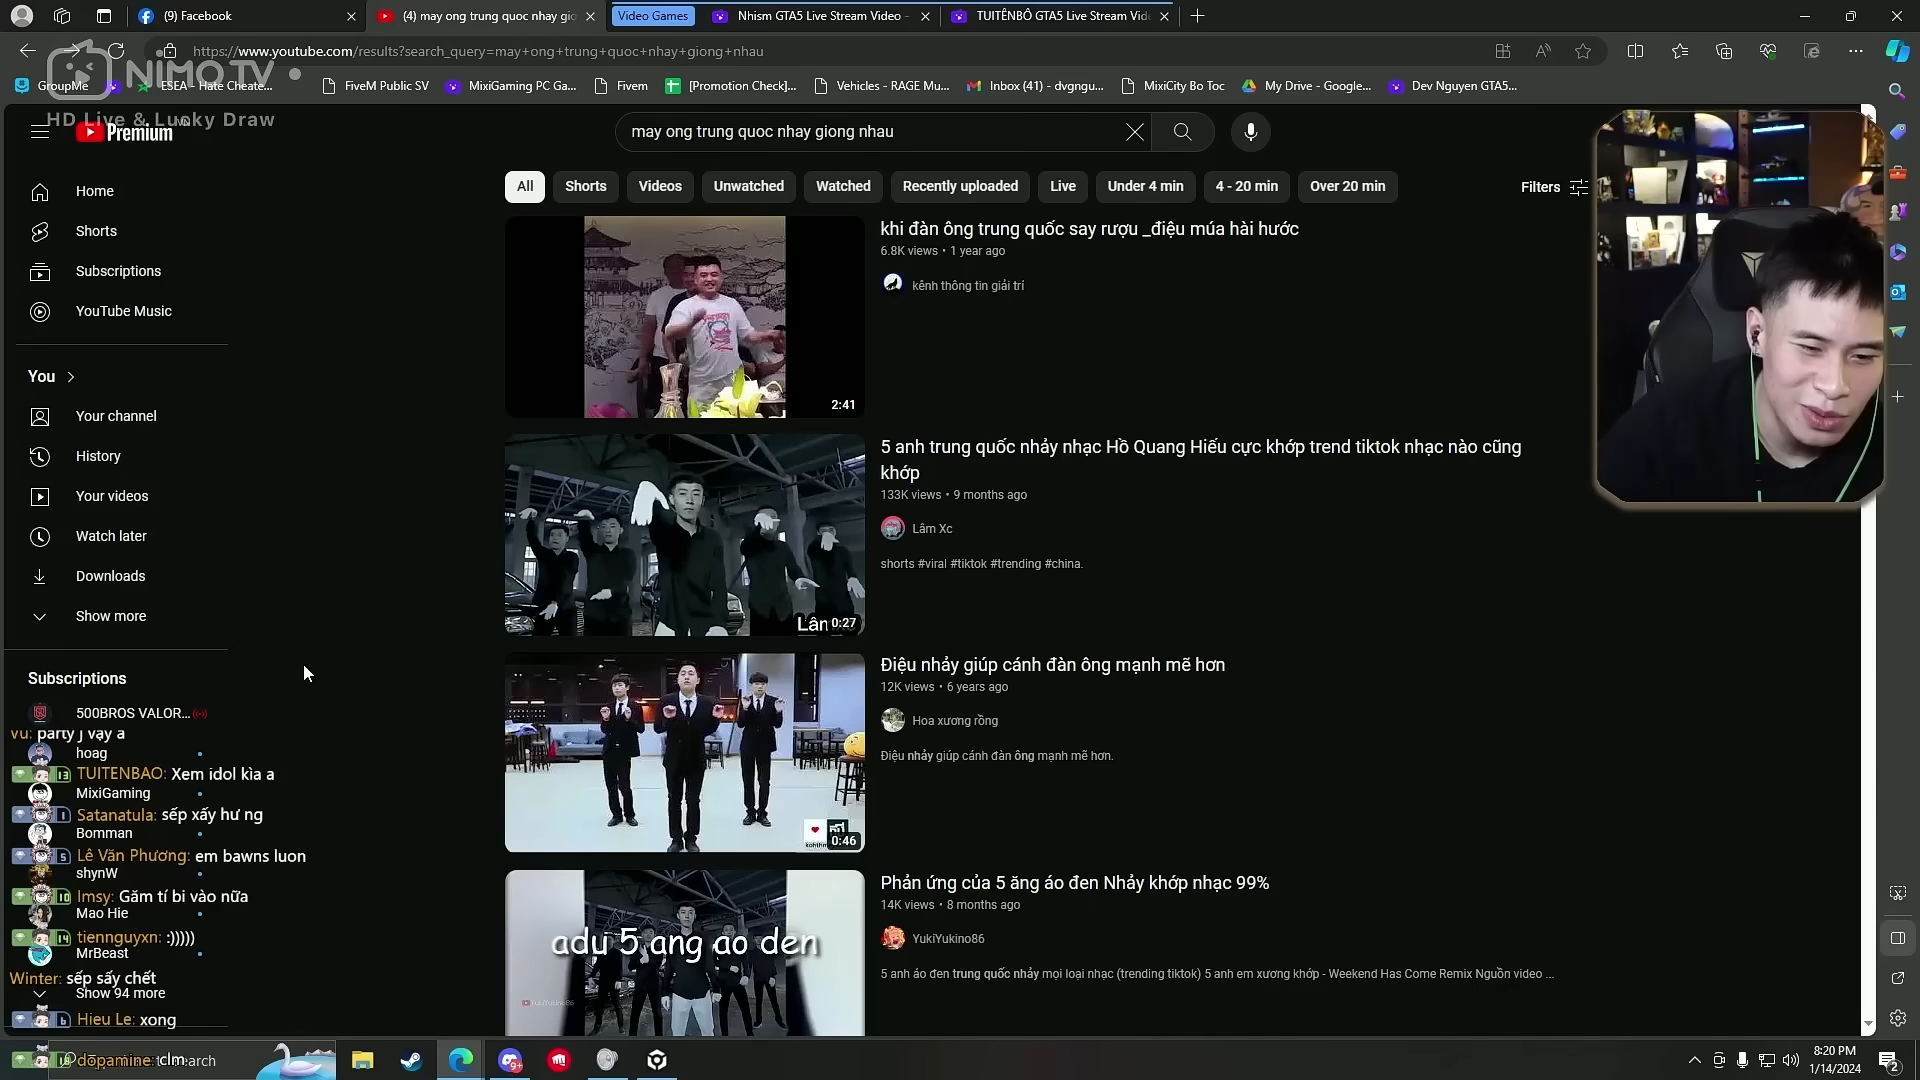 (9) Facebook
(4) may ong trung quoc nhay gio
Video Games
Nhism GTA5 Live Stream Video -
TUITÊNBÔ GTA5 Live Stream Vid
https://www.youtube.com/results?search_query=may+ong+trung+quoc+nhay+giong+nhau
NIMO TV
GroupMe
ESEA - Hate Cheate...
FiveM Public SV
MixiGaming PC Ga...
Fivem
[Promotion Check]...
Vehicles - RAGE Mu...
Inbox (41) - dvgngu...
MixiCity Bo Toc
My Drive - Google...
Dev Nguyen GTA5...
HD Live & Lucky Draw
Premium
VN
may ong trung quoc nhay giong nhau
All
Shorts
Videos
Unwatched
Watched
Recently uploaded
Live
Under 4 min
4 - 20 min
Over 20 min
Filters
Home
Shorts
Subscriptions
YouTube Music
You
Your channel
History
Your videos
Watch later
Downloads
Show more
Subscriptions
500BROS VALOR...
Vu: party j vậy a
hoag
13 TUITENBAO: Xem idol kìa a
MixiGaming
1 Satanatula: sếp xấy hư ng
Bomman
5 Lê Văn Phương: em bawns luon
shynW
10 Imsy: Găm tí bi vào nữa
Mao Hie
14 tiennguyxn: :)))))
MrBeast
Winter: sếp sấy chết
Show 94 more
6 Hieu Le: xong
dopamine: clm
search
khi đàn ông trung quốc say rượu _điệu múa hài hước
6.8K views • 1 year ago
kênh thông tin giải trí
2:41
5 anh trung quốc nhảy nhạc Hồ Quang Hiếu cực khớp trend tiktok nhạc nào cũng
khớp
133K views • 9 months ago
Lâm Xc
shorts #viral #tiktok #trending #china.
0:27
Điệu nhảy giúp cánh đàn ông mạnh mẽ hơn
12K views • 6 years ago
Hoa xương rồng
Điệu nhảy giúp cánh đàn ông mạnh mẽ hơn.
0:46
Phản ứng của 5 ăng áo đen Nhảy khớp nhạc 99%
14K views • 8 months ago
YukiYukino86
5 anh áo đen trung quốc nhảy mọi loại nhạc (trending tiktok) 5 anh em xương khớp - Weekend Has Come Remix Nguồn video ...
adu 5 ang ao den
YukiYukino86
9+
8:20 PM
1/14/2024
2